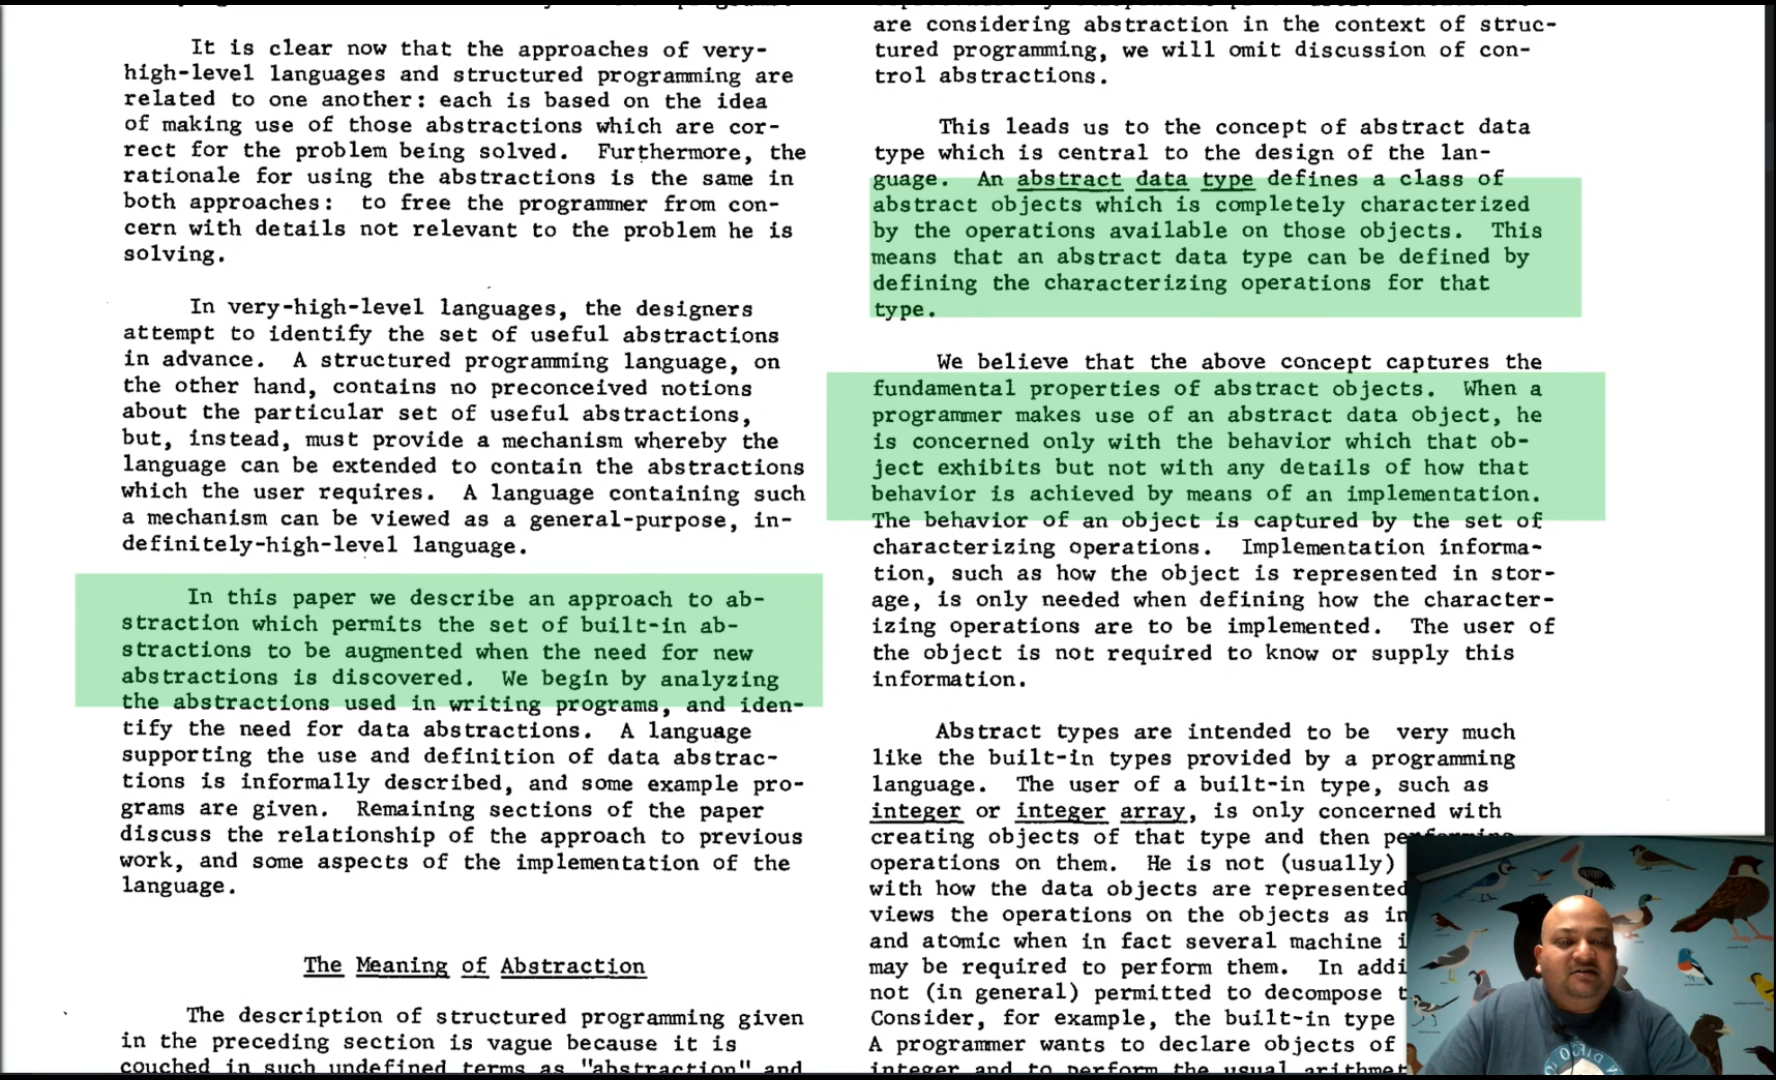 It is clear now that the approaches of very-
high-level languages and structured programming are
related to one another: each is based on the idea
of making use of those abstractions which are cor-
rect for the problem being solved. Furthermore, the
rationale for using the abstractions is the same in
both approaches: to free the programmer from con-
cern with details not relevant to the problem he is
solving.
In very-high-level languages, the designers
attempt to identify the set of useful abstractions
in advance. A structured programming language, on
the other hand, contains no preconceived notions
about the particular set of useful abstractions,
but, instead, must provide a mechanism whereby the
language can be extended to contain the abstractions
which the user requires. A language containing such
a mechanism can be viewed as a general-purpose, in-
definitely-high-level language.
In this paper we describe an approach to ab-
straction which permits the set of built-in ab-
stractions to be augmented when the need for new
abstractions is discovered. We begin by analyzing
the abstractions used in writing programs, and iden-
tify the need for data abstractions. A language
supporting the use and definition of data abstrac-
tions is informally described, and some example pro-
grams are given. Remaining sections of the paper
discuss the relationship of the approach to previous
work, and some aspects of the implementation of the
language.
The Meaning of Abstraction
The description of structured programming given
in the preceding section is vague because it is
couched in such undefined terms as "abstraction" and
are considering abstraction in the context of struc-
tured programming, we will omit discussion of con-
trol abstractions.
This leads us to the concept of abstract data
type which is central to the design of the lan-
guage. An abstract data type defines a class of
abstract objects which is completely characterized
by the operations available on those objects. This
means that an abstract data type can be defined by
defining the characterizing operations for that
type.
We believe that the above concept captures the
fundamental properties of abstract objects. When a
programmer makes use of an abstract data object, he
is concerned only with the behavior which that ob-
ject exhibits but not with any details of how that
behavior is achieved by means of an implementation.
The behavior of an object is captured by the set of
characterizing operations. Implementation informa-
tion, such as how the object is represented in stor-
age, is only needed when defining how the character-
izing operations are to be implemented. The user of
the object is not required to know or supply this
information.
Abstract types are intended to be very much
like the built-in types provided by a programming
language. The user of a built-in type, such as
integer or integer array, is only concerned with
creating objects of that type and then performing
operations on them. He is not (usually)
with how the data objects are represented
views the operations on the objects as in
and atomic when in fact several machine i
may be required to perform them. In addi
not (in general) permitted to decompose t
Consider, for example, the built-in type
A programmer wants to declare objects of
integer and to perform the usual arithmet